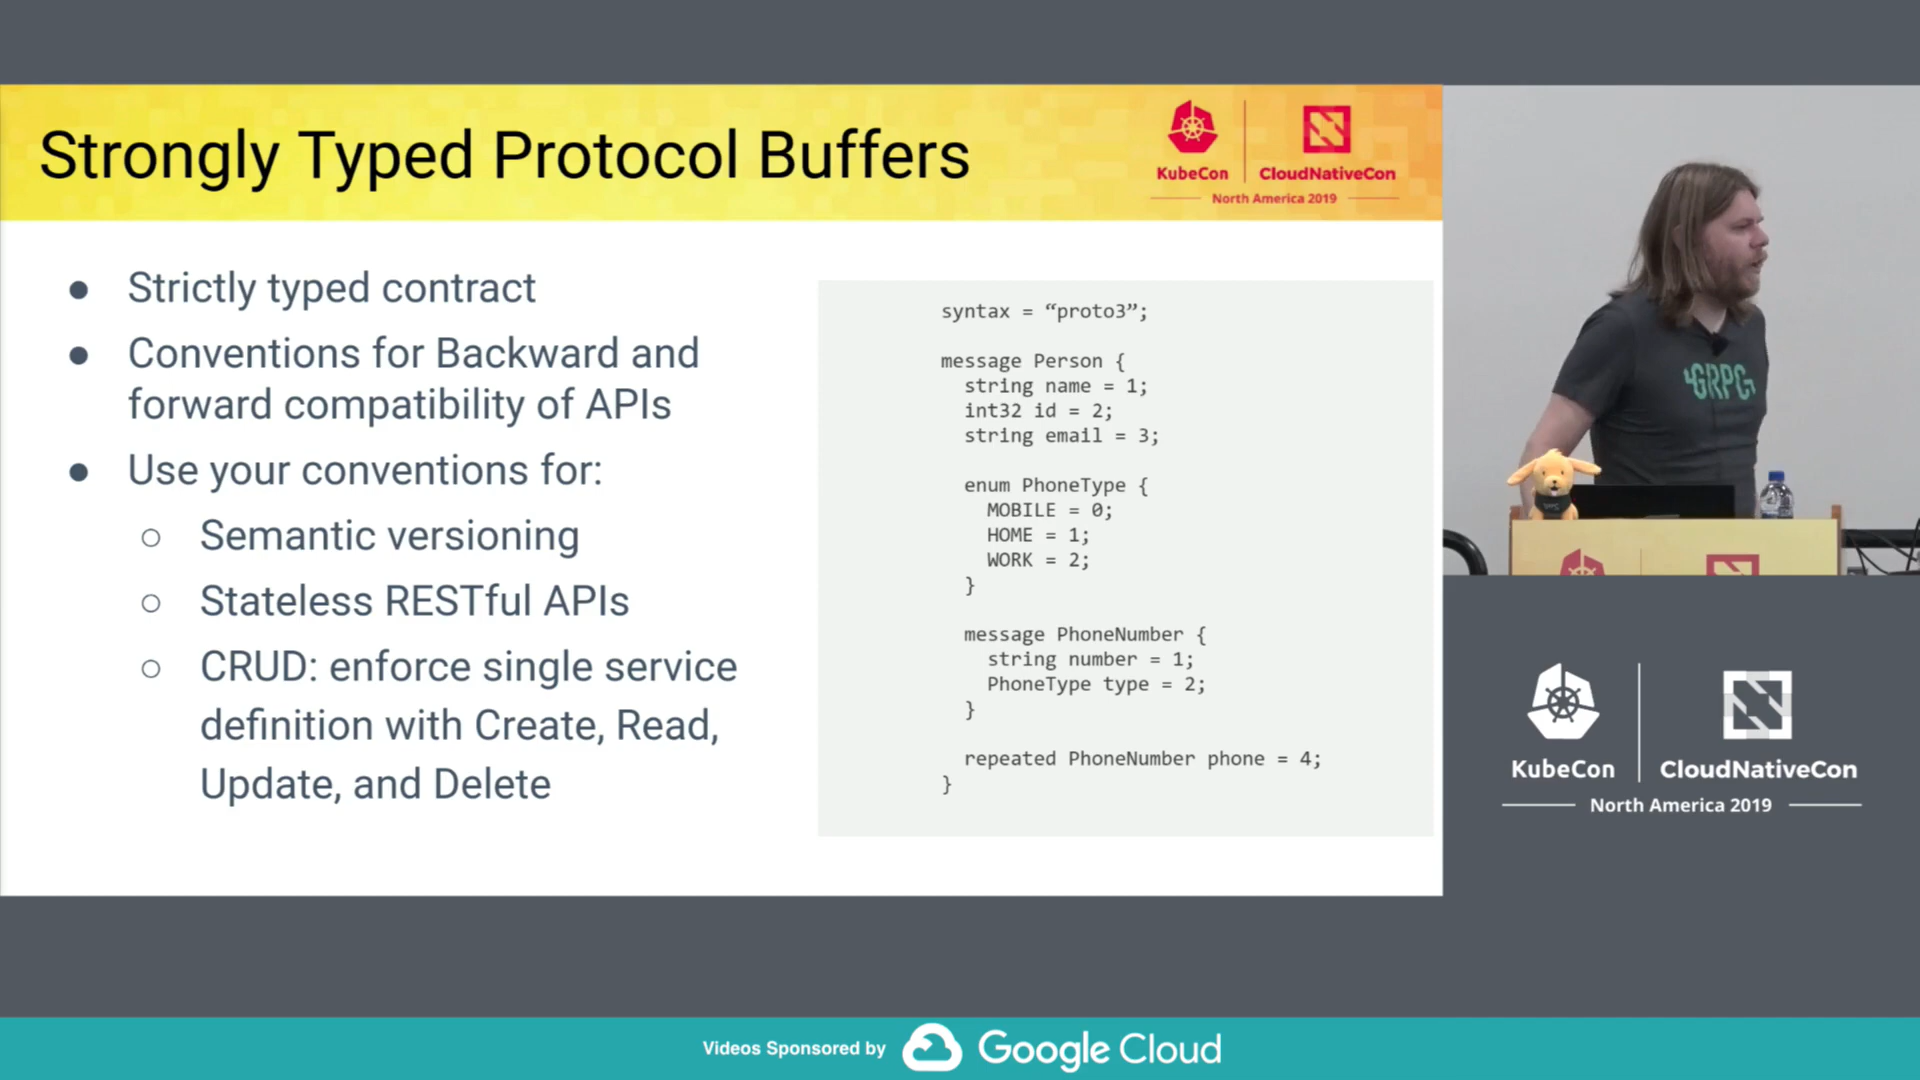 Strongly Typed Protocol Buffers
KubeCon
CloudNativeCon
North America 2019
● Strictly typed contract
● Conventions for Backward and
forward compatibility of APIs
● Use your conventions for:
○ Semantic versioning
○ Stateless RESTful APIs
○ CRUD: enforce single service
definition with Create, Read,
Update, and Delete
syntax = “proto3”;
message Person {
string name = 1;
int32 id = 2;
string email = 3;
enum PhoneType {
MOBILE = 0;
HOME = 1;
WORK = 2;
}
message PhoneNumber {
string number = 1;
PhoneType type = 2;
}
repeated PhoneNumber phone = 4;
}
GRPC
KubeCon
CloudNativeCon
North America 2019
Videos Sponsored by
Google Cloud